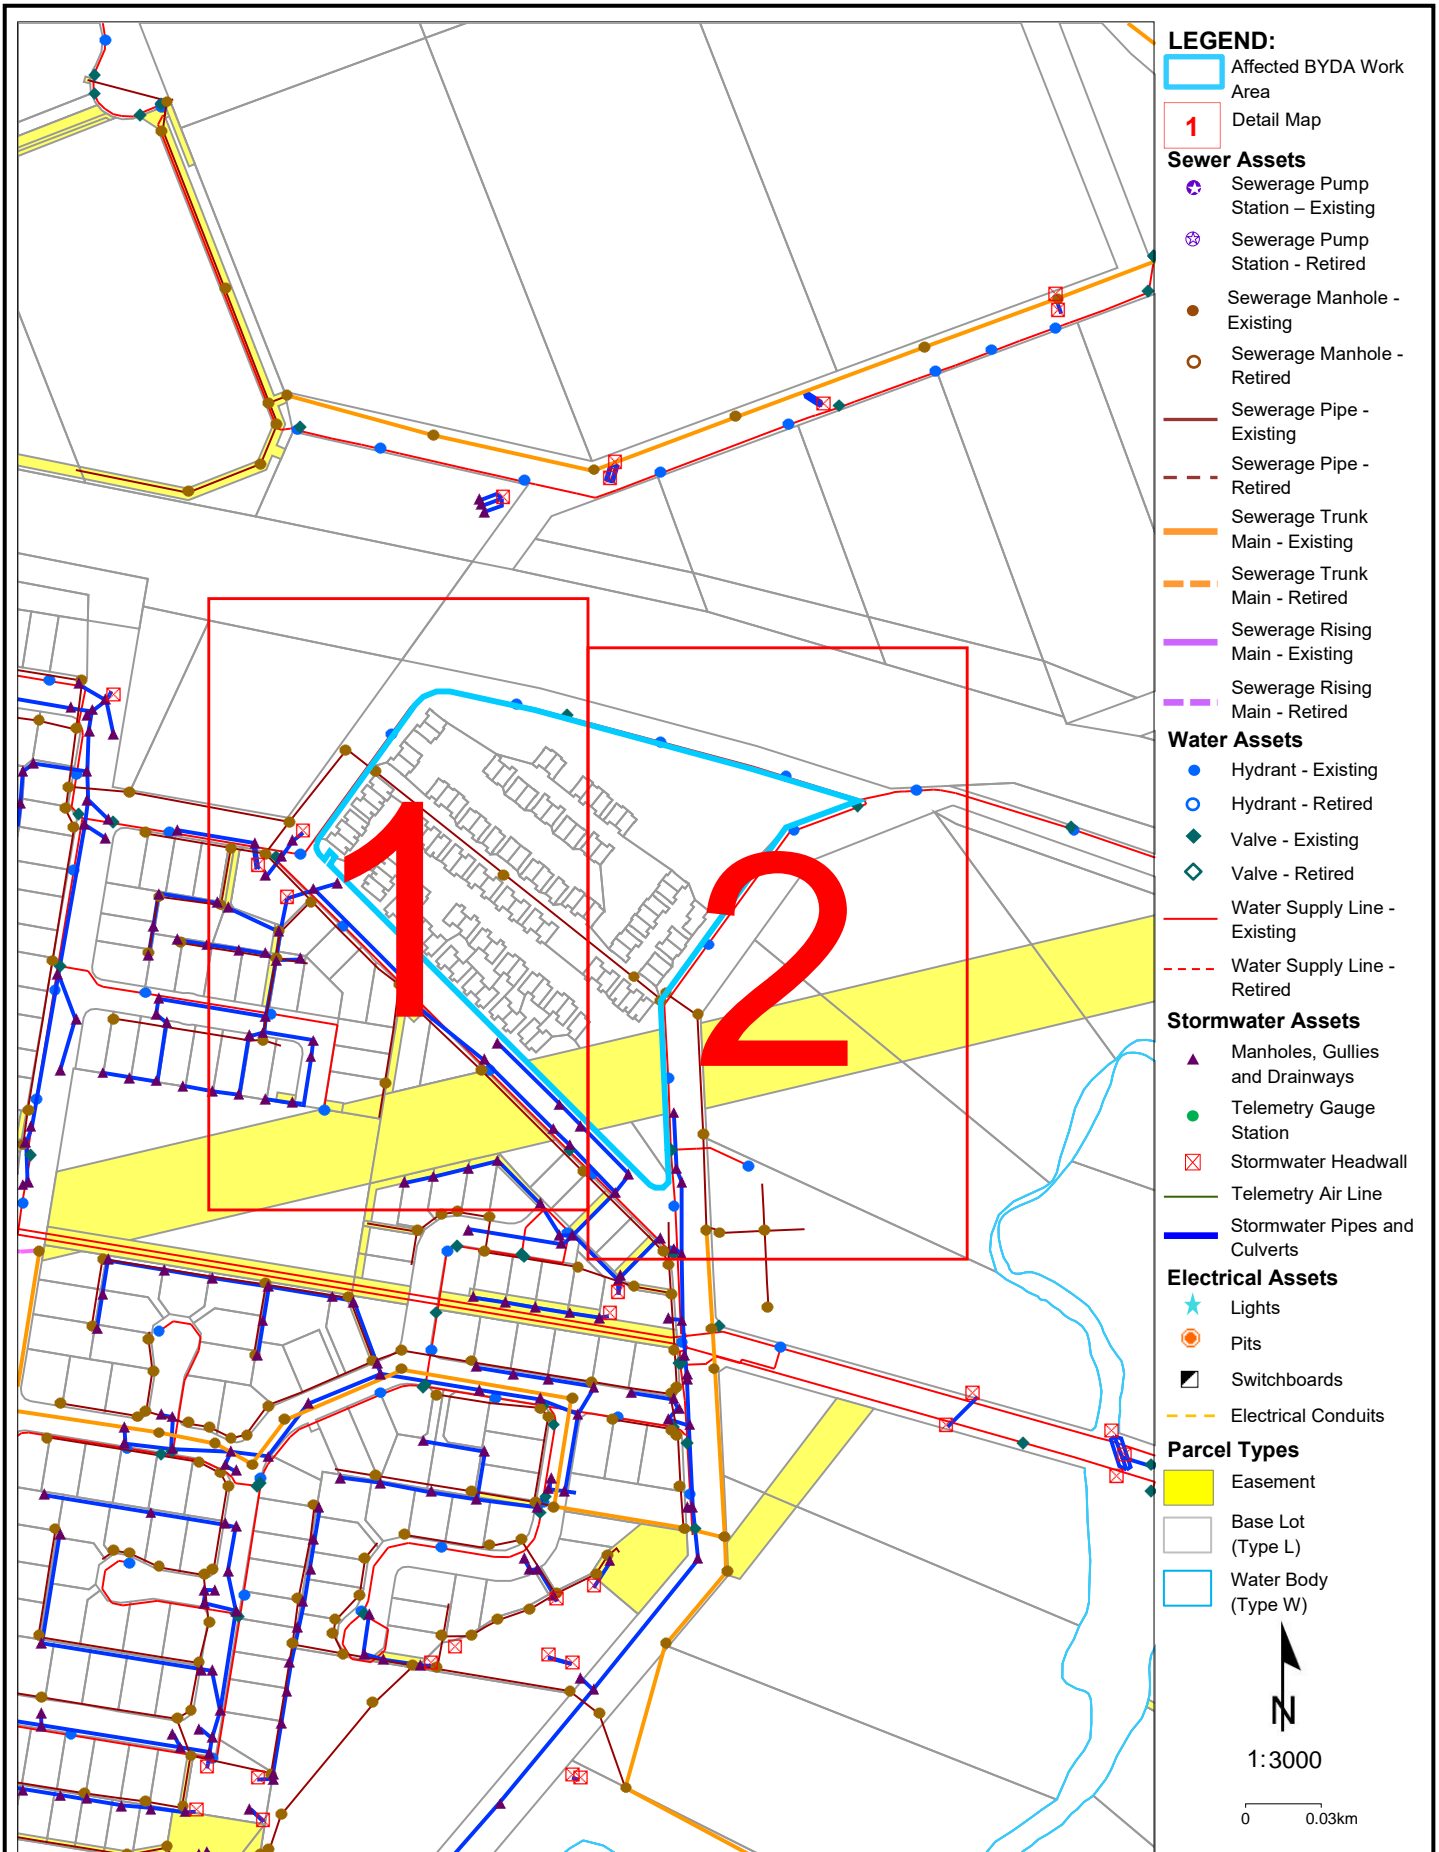 LEGEND:
Affected BYDA Work
Area
1
Detail Map
Sewer Assets
Sewerage Pump
Station – Existing
Sewerage Pump
Station - Retired
Sewerage Manhole -
Existing
Sewerage Manhole -
Retired
Sewerage Pipe -
Existing
Sewerage Pipe -
Retired
Sewerage Trunk
Main - Existing
Sewerage Trunk
Main - Retired
Sewerage Rising
Main - Existing
Sewerage Rising
Main - Retired
Water Assets
Hydrant - Existing
Hydrant - Retired
Valve - Existing
Valve - Retired
Water Supply Line -
Existing
Water Supply Line -
Retired
Stormwater Assets
Manholes, Gullies
and Drainways
Telemetry Gauge
Station
Stormwater Headwall
Telemetry Air Line
Stormwater Pipes and
Culverts
Electrical Assets
Lights
Pits
Switchboards
Electrical Conduits
Parcel Types
Easement
Base Lot
(Type L)
Water Body
(Type W)
N
1:3000
0 0.03km
1
2